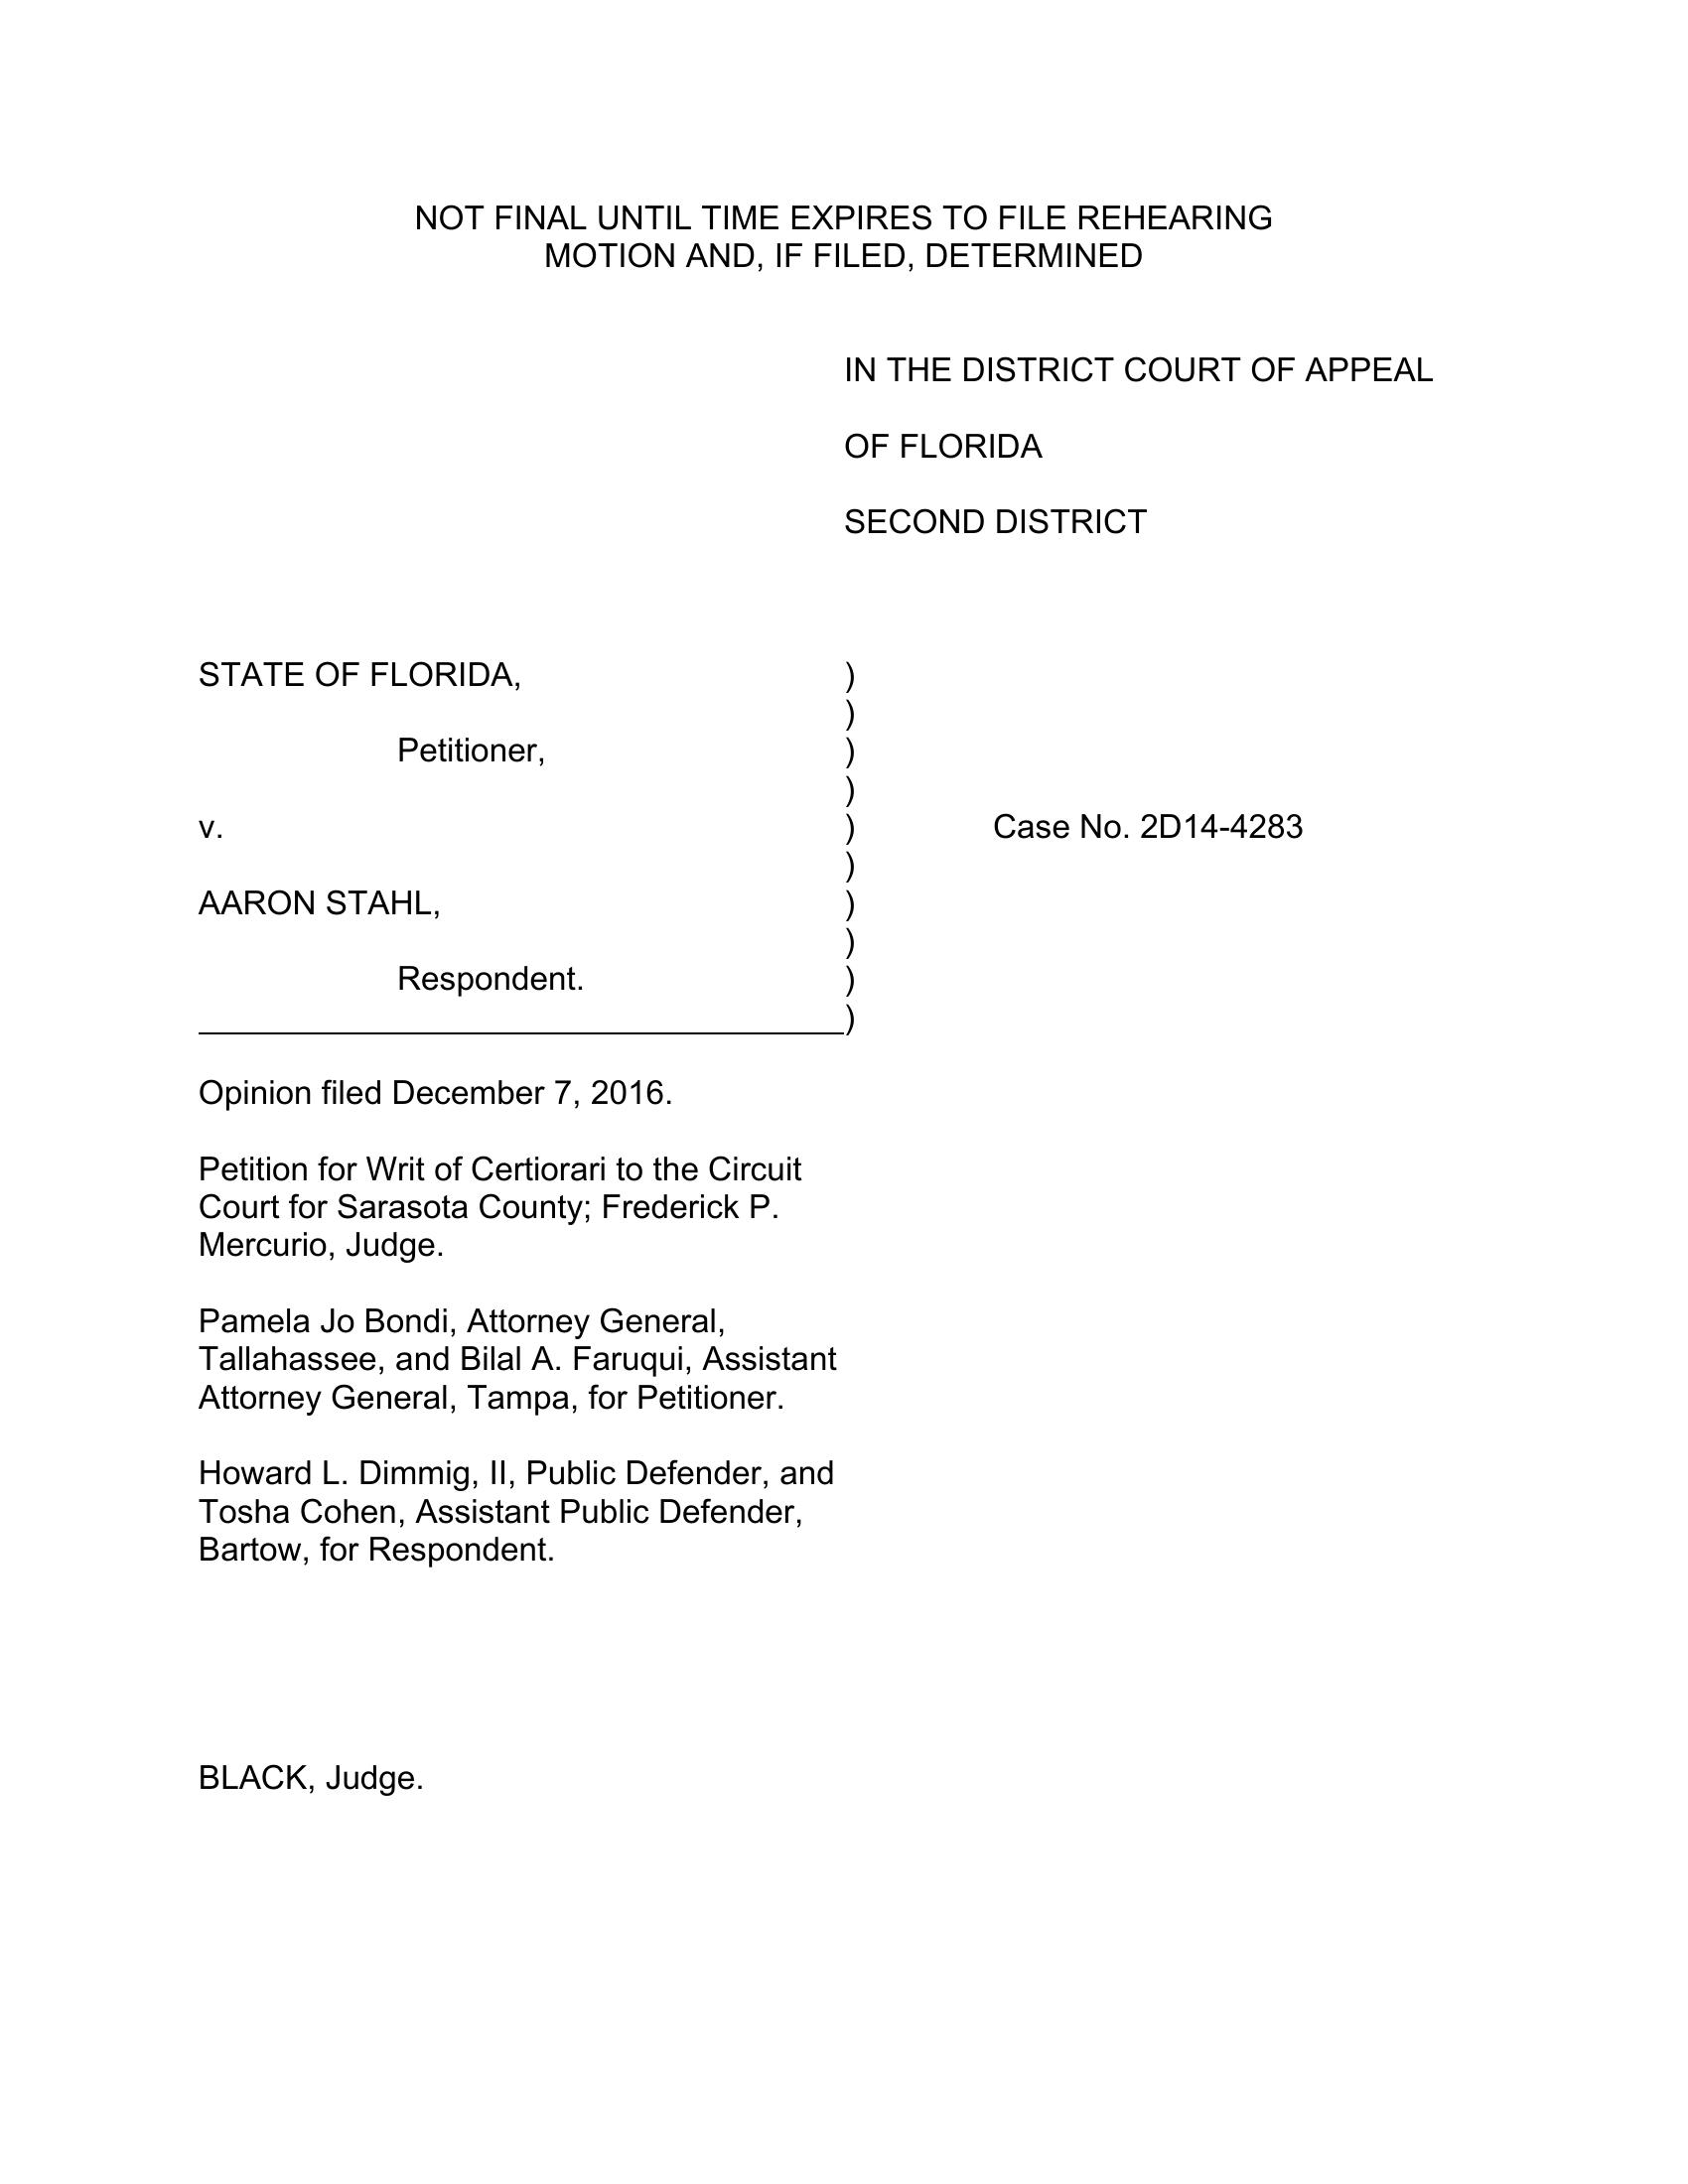 NOT FINAL UNTIL TIME EXPIRES TO FILE REHEARING
MOTION AND, IF FILED, DETERMINED
IN THE DISTRICT COURT OF APPEAL
OF FLORIDA
SECOND DISTRICT
STATE OF FLORIDA, )
)
Petitioner, )
)
v. ) Case No. 2D14-4283
)
AARON STAHL, )
)
Respondent. )
)
Opinion filed December 7, 2016.
Petition for Writ of Certiorari to the Circuit
Court for Sarasota County; Frederick P.
Mercurio, Judge.
Pamela Jo Bondi, Attorney General,
Tallahassee, and Bilal A. Faruqui, Assistant
Attorney General, Tampa, for Petitioner.
Howard L. Dimmig, II, Public Defender, and
Tosha Cohen, Assistant Public Defender,
Bartow, for Respondent.
BLACK, Judge.